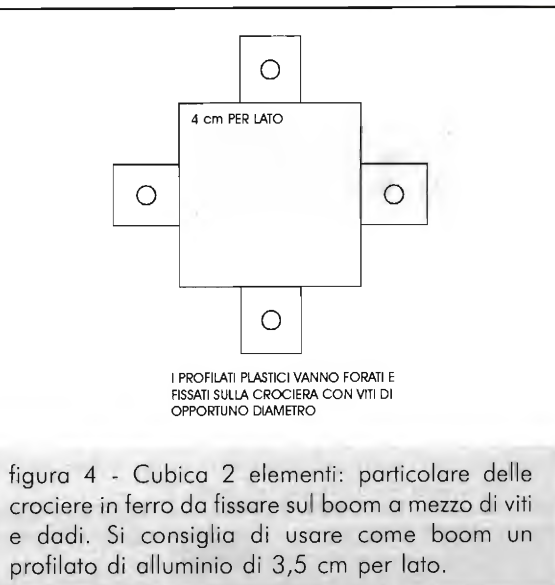 4 cm PER LATO
I PROFILATI PLASTICI VANNO FORATI E
FISSATI SULLA CROCIERA CON VITI DI
OPPORTUNO DIAMETRO
figura 4 - Cubica 2 elementi: particolare delle
crociere in ferro da fissare sul boom a mezzo di viti
e dadi. Si consiglia di usare come boom un
profilato di alluminio di 3,5 cm per lato.